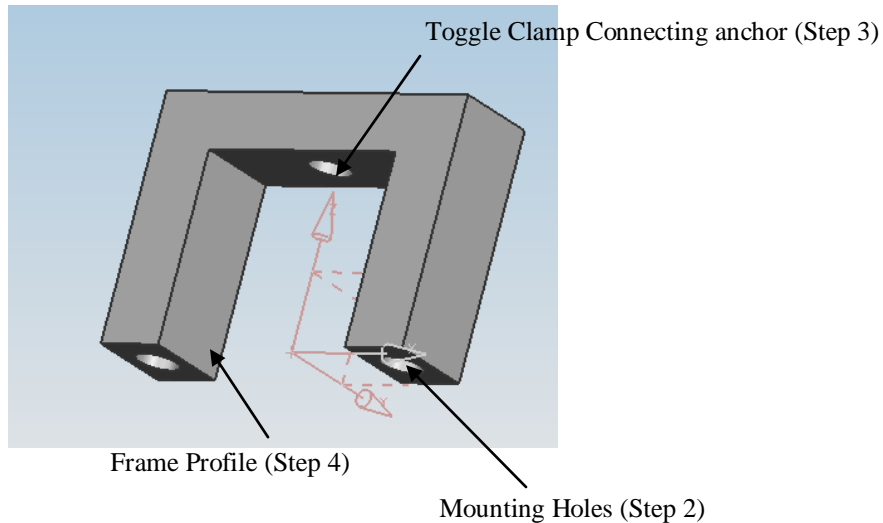 Toggle Clamp Connecting anchor (Step 3)
Frame Profile (Step 4)
Mounting Holes (Step 2)